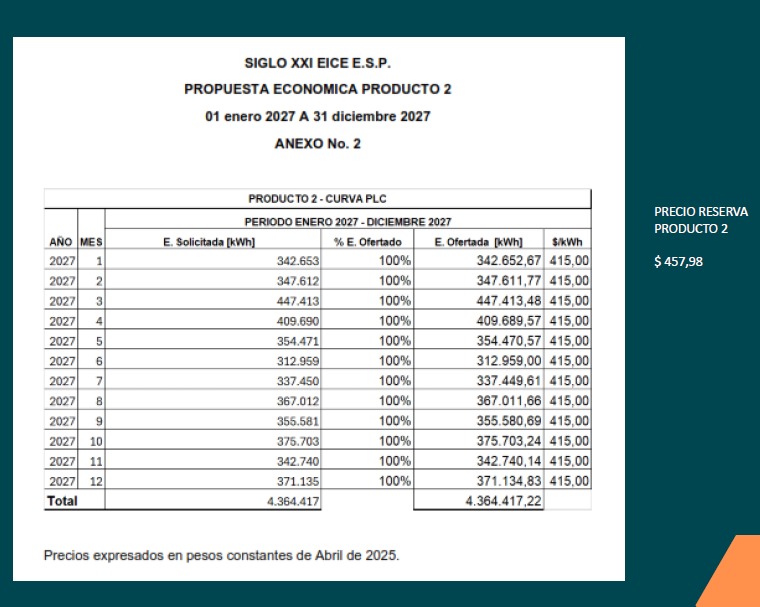 SIGLO XXI EICE E.S.P.
PROPUESTA ECONOMICA PRODUCTO 2
01 enero 2027 A 31 diciembre 2027
ANEXO No. 2
PRODUCTO 2 - CURVA PLC
PERIODO ENERO 2027 - DICIEMBRE 2027
AÑO MES E. Solicitada [kWh] % E. Ofertado E. Ofertada [kWh] $/kWh
2027 1 342.653 100% 342.652,67 415,00
2027 2 347.612 100% 347.611,77 415,00
2027 3 447.413 100% 447.413,48 415,00
2027 4 409.690 100% 409.689,57 415,00
2027 5 354.471 100% 354.470,57 415,00
2027 6 312.959 100% 312.959,00 415,00
2027 7 337.450 100% 337.449,61 415,00
2027 8 367.012 100% 367.011,66 415,00
2027 9 355.581 100% 355.580,69 415,00
2027 10 375.703 100% 375.703,24 415,00
2027 11 342.740 100% 342.740,14 415,00
2027 12 371.135 100% 371.134,83 415,00
Total 4.364.417 4.364.417,22
Precios expresados en pesos constantes de Abril de 2025.
PRECIO RESERVA
PRODUCTO 2
$ 457,98